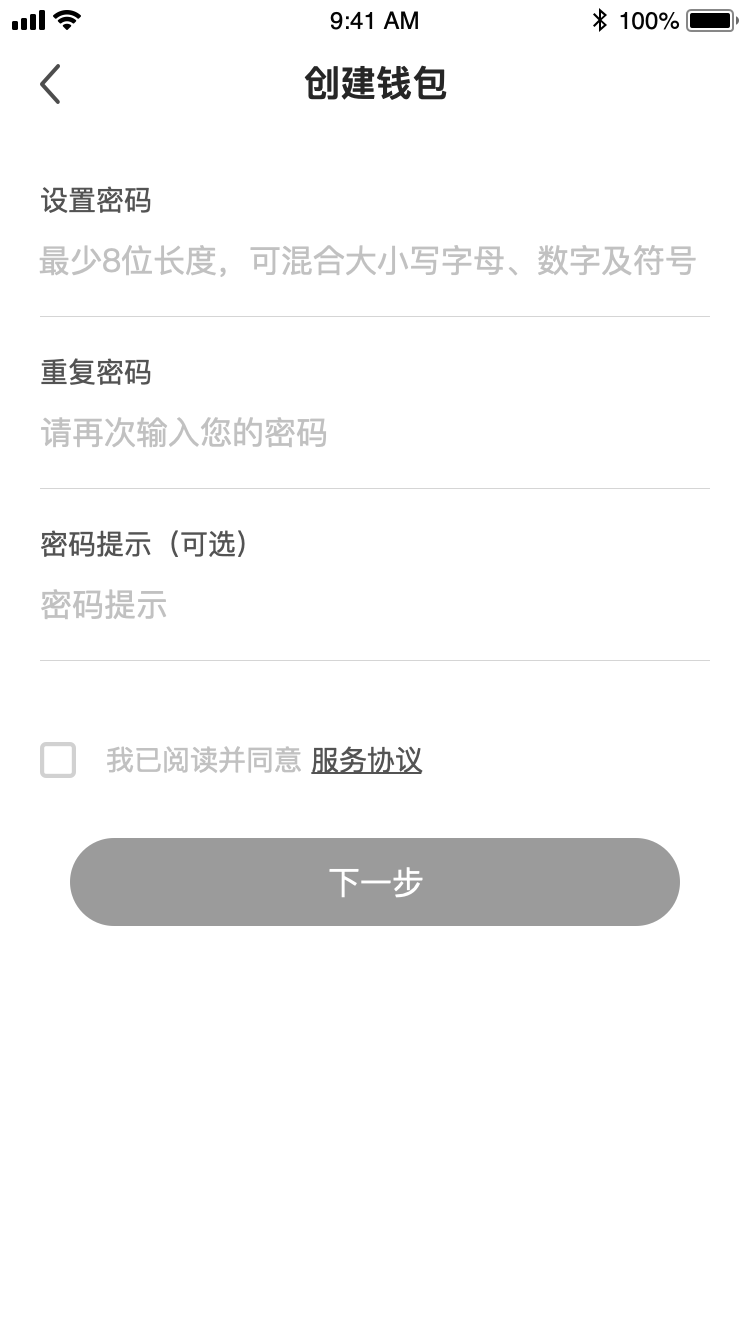 9:41 AM
100%
创建钱包
设置密码
最少8位长度，可混合大小写字母、数字及符号
重复密码
请再次输入您的密码
密码提示（可选）
密码提示
我已阅读并同意 服务协议
下一步